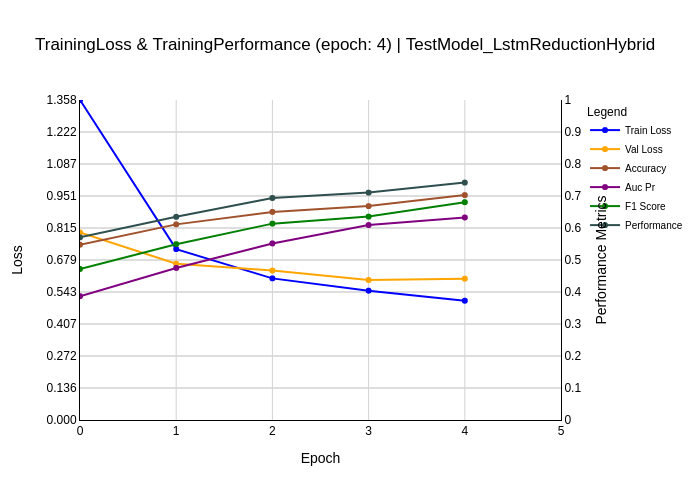 TrainingLoss & TrainingPerformance (epoch: 4) | TestModel_LstmReductionHybrid
1.358
1.222
1.087
0.951
0.815
0.679
0.543
0.407
0.272
0.136
0.000
Loss
0
1
2
3
4
5
Epoch
1
0.9
0.8
0.7
0.6
0.5
0.4
0.3
0.2
0.1
0
Performance Metrics
Legend
Train Loss
Val Loss
Accuracy
Auc Pr
F1 Score
Performance